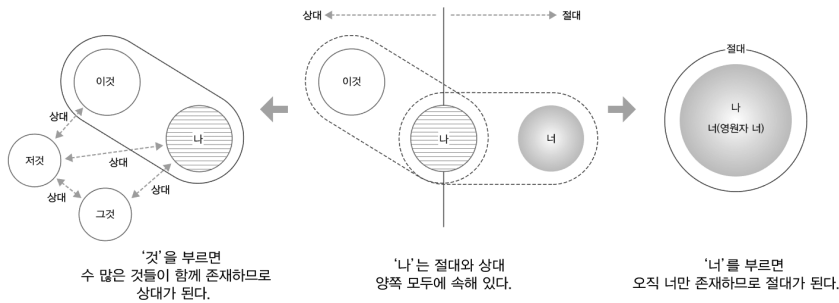 이것
나
저것
그것
상대
상대
상대
상대
'것'을 부르면
수 많은 것들이 함께 존재하므로
상대가 된다.
상대
절대
이것
나
너
'나'는 절대와 상대
양쪽 모두에 속해 있다.
절대
나
너(영원자 너)
'너'를 부르면
오직 너만 존재하므로 절대가 된다.